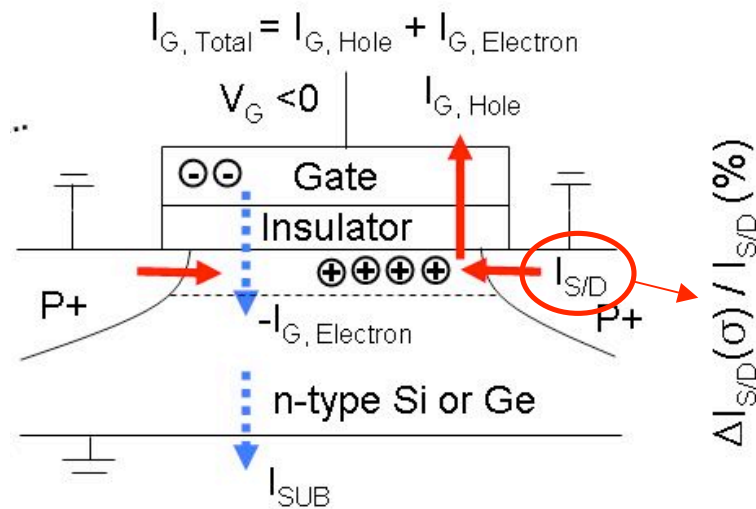 I_G, Total = I_G, Hole + I_G, Electron
V_G <0
I_G, Hole
..
- -
Gate
Insulator
+ + + +
I_S/D
P+
P+
-I_G, Electron
n-type Si or Ge
I_SUB
ΔI_S/D(σ) / I_S/D (%)